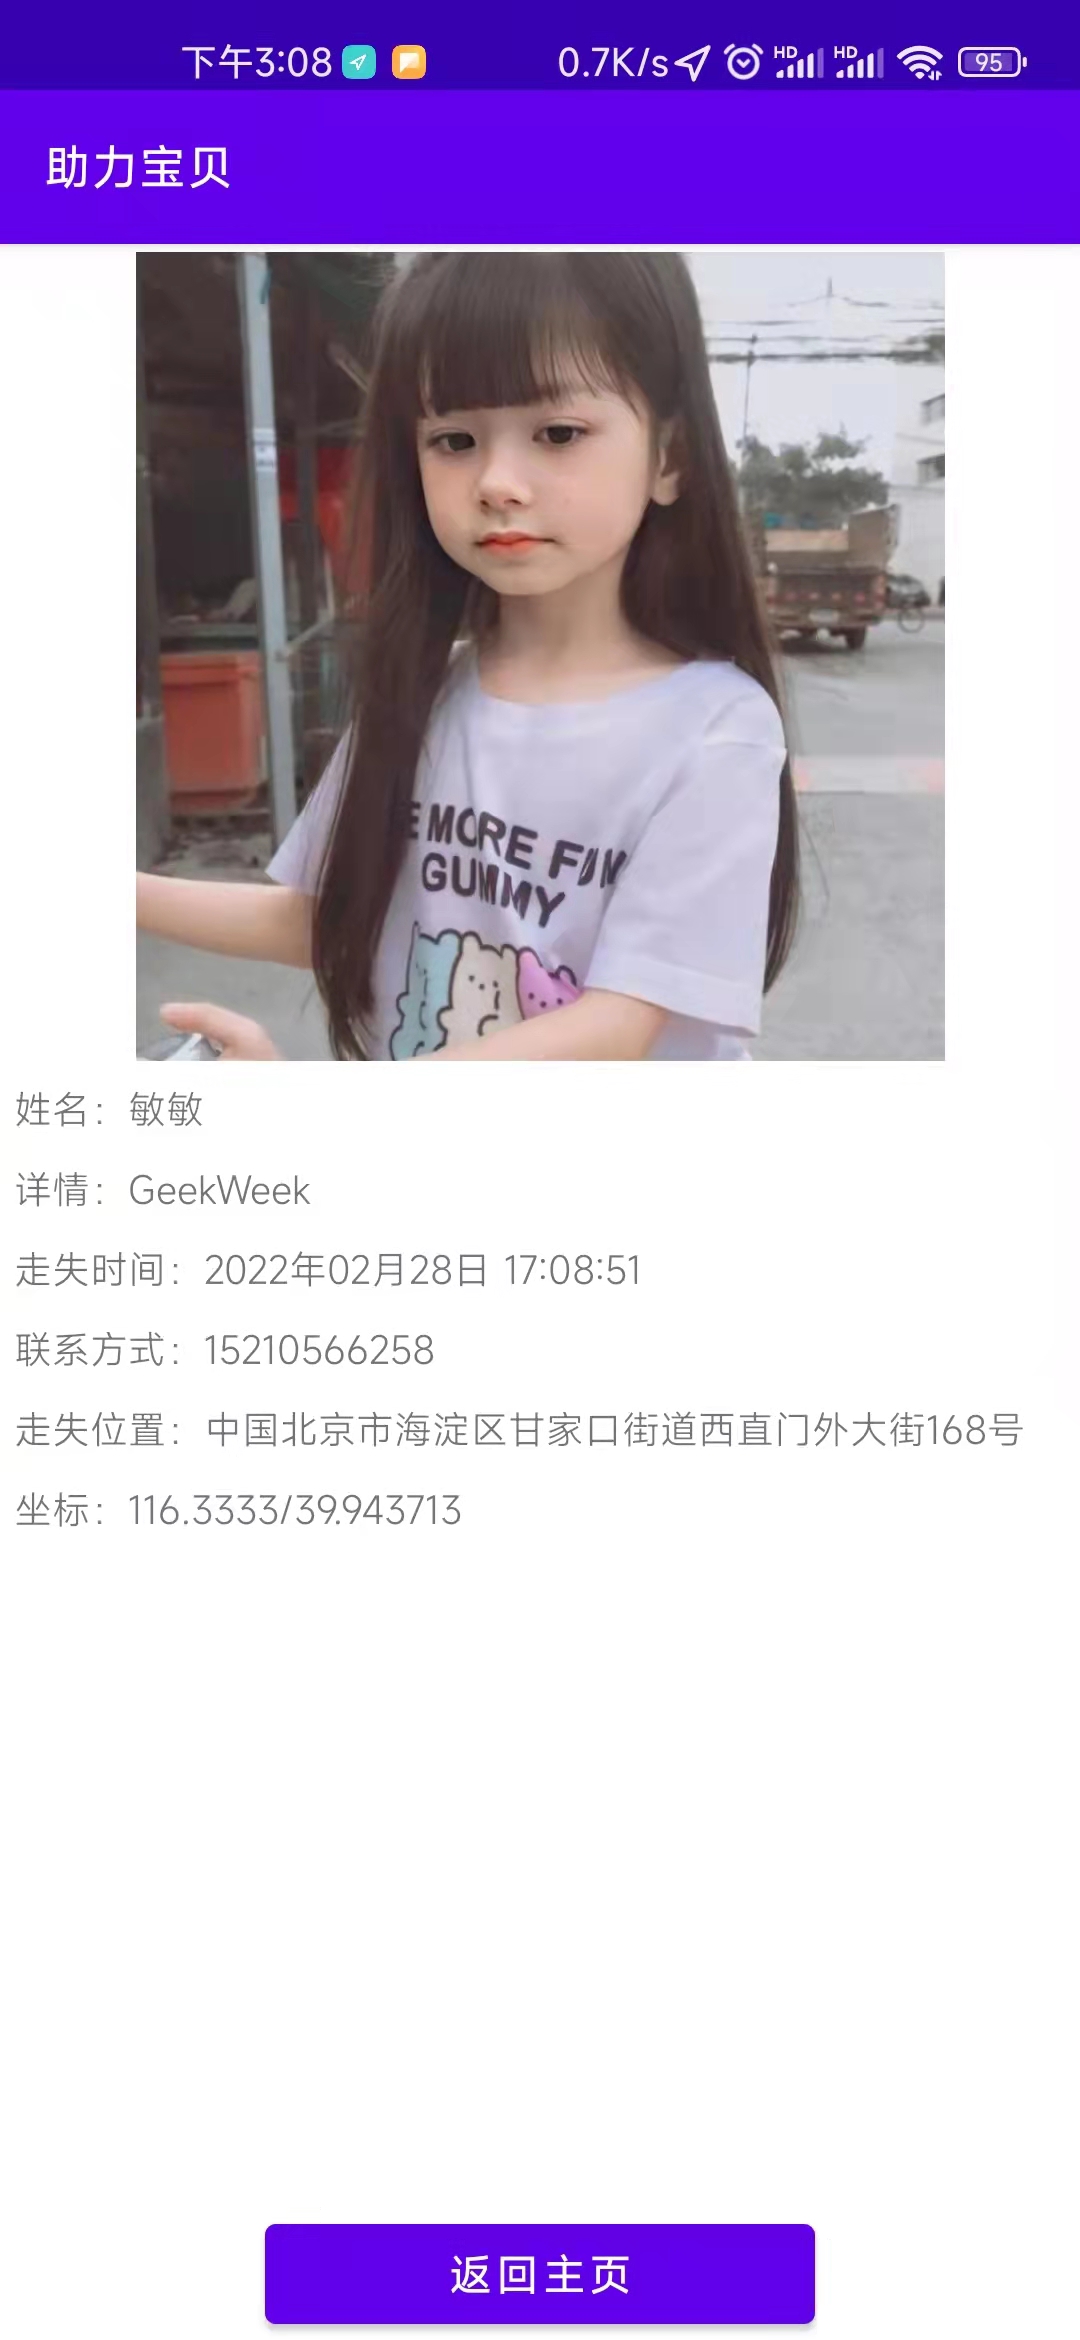 下午3:08
0.7K/s HD HD 95
助力宝贝
E MORE FUN
GUMMY
姓名：敏敏
详情：GeekWeek
走失时间：2022年02月28日 17:08:51
联系方式：15210566258
走失位置：中国北京市海淀区甘家口街道西直门外大街168号
坐标：116.3333/39.943713
返回主页